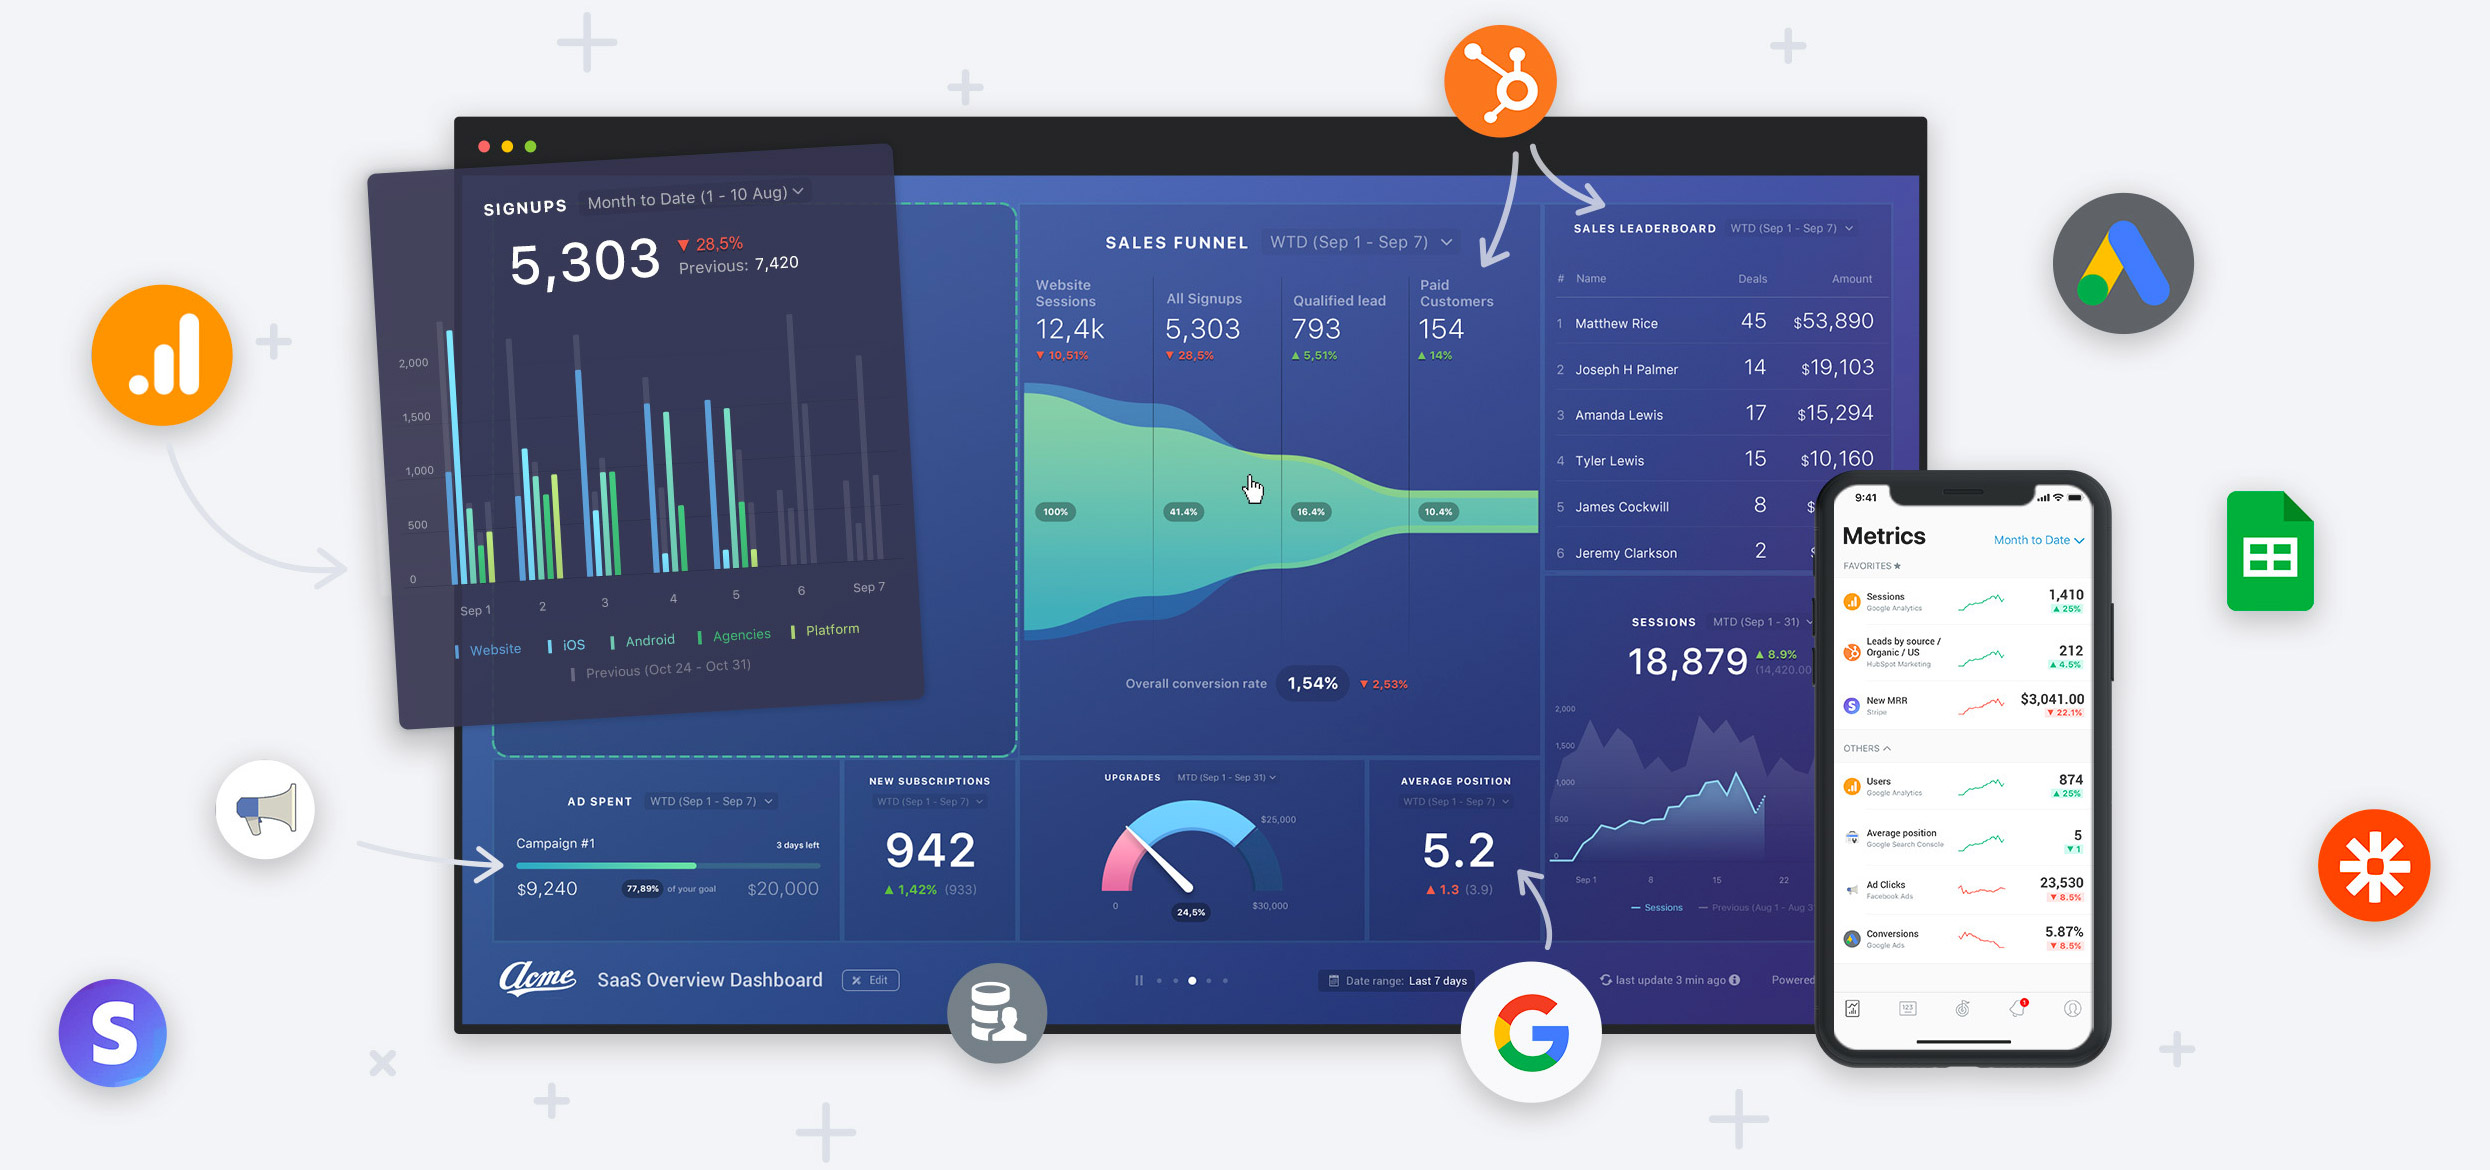 SIGNUPS Month to Date (1 - 10 Aug)
5,303
28,5%
Previous: 7,420
2,000
1,500
1,000
500
0
Sep 1 2 3 4 5 6 Sep 7
Website iOS Android Agencies Platform
Previous (Oct 24 - Oct 31)
SALES FUNNEL WTD (Sep 1 - Sep 7)
Website
Sessions
12,4k
10,51%
All Signups
5,303
28,5%
Qualified lead
793
5,51%
Paid
Customers
154
14%
100% 41.4% 16.4% 10.4%
Overall conversion rate 1,54% 2,53%
SALES LEADERBOARD WTD (Sep 1 - Sep 7)
# Name Deals Amount
1 Matthew Rice 45 $53,890
2 Joseph H Palmer 14 $19,103
3 Amanda Lewis 17 $15,294
4 Tyler Lewis 15 $10,160
5 James Cockwill 8 $
6 Jeremy Clarkson 2
SESSIONS MTD (Sep 1 - 31)
18,879
8.9%
(14,420.00
2,000
1,500
1,000
500
0
Sep 1 8 15 22
Sessions Previous (Aug 1 - Aug 3
AD SPENT WTD (Sep 1 - Sep 7)
Campaign #1 3 days left
$9,240 77,89% of your goal $20,000
NEW SUBSCRIPTIONS
WTD (Sep 1 - Sep 7)
942
1,42% (933)
UPGRADES MTD (Sep 1 - Sep 31)
$25,000
0 24,5% $30,000
AVERAGE POSITION
WTD (Sep 1 - Sep 7)
5.2
1.3 (3.9)
Acme SaaS Overview Dashboard Edit
Date range: Last 7 days
last update 3 min ago
Powered
9:41
Metrics
Month to Date
FAVORITES
Sessions
Google Analytics
1,410
25%
Leads by source /
Organic / US
HubSpot Marketing
212
4.5%
New MRR
Stripe
$3,041.00
22.1%
OTHERS
Users
Google Analytics
874
25%
Average position
Google Search Console
5
1
Ad Clicks
Facebook Ads
23,530
8.5%
Conversions
Google Ads
5.87%
8.5%
123
1
S
G